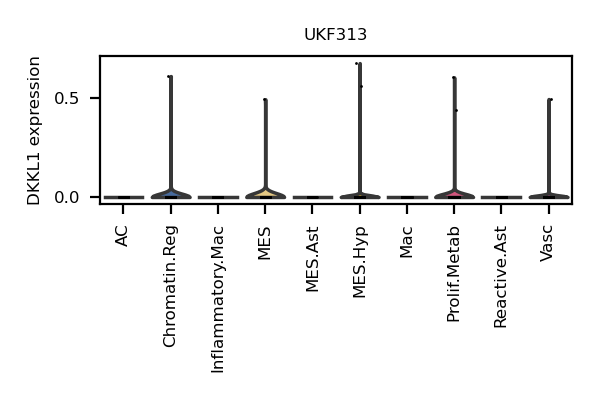 UKF313
DKKL1 expression
0.5
0.0
AC
Chromatin.Reg
Inflammatory.Mac
MES
MES.Ast
MES.Hyp
Mac
Prolif.Metab
Reactive.Ast
Vasc